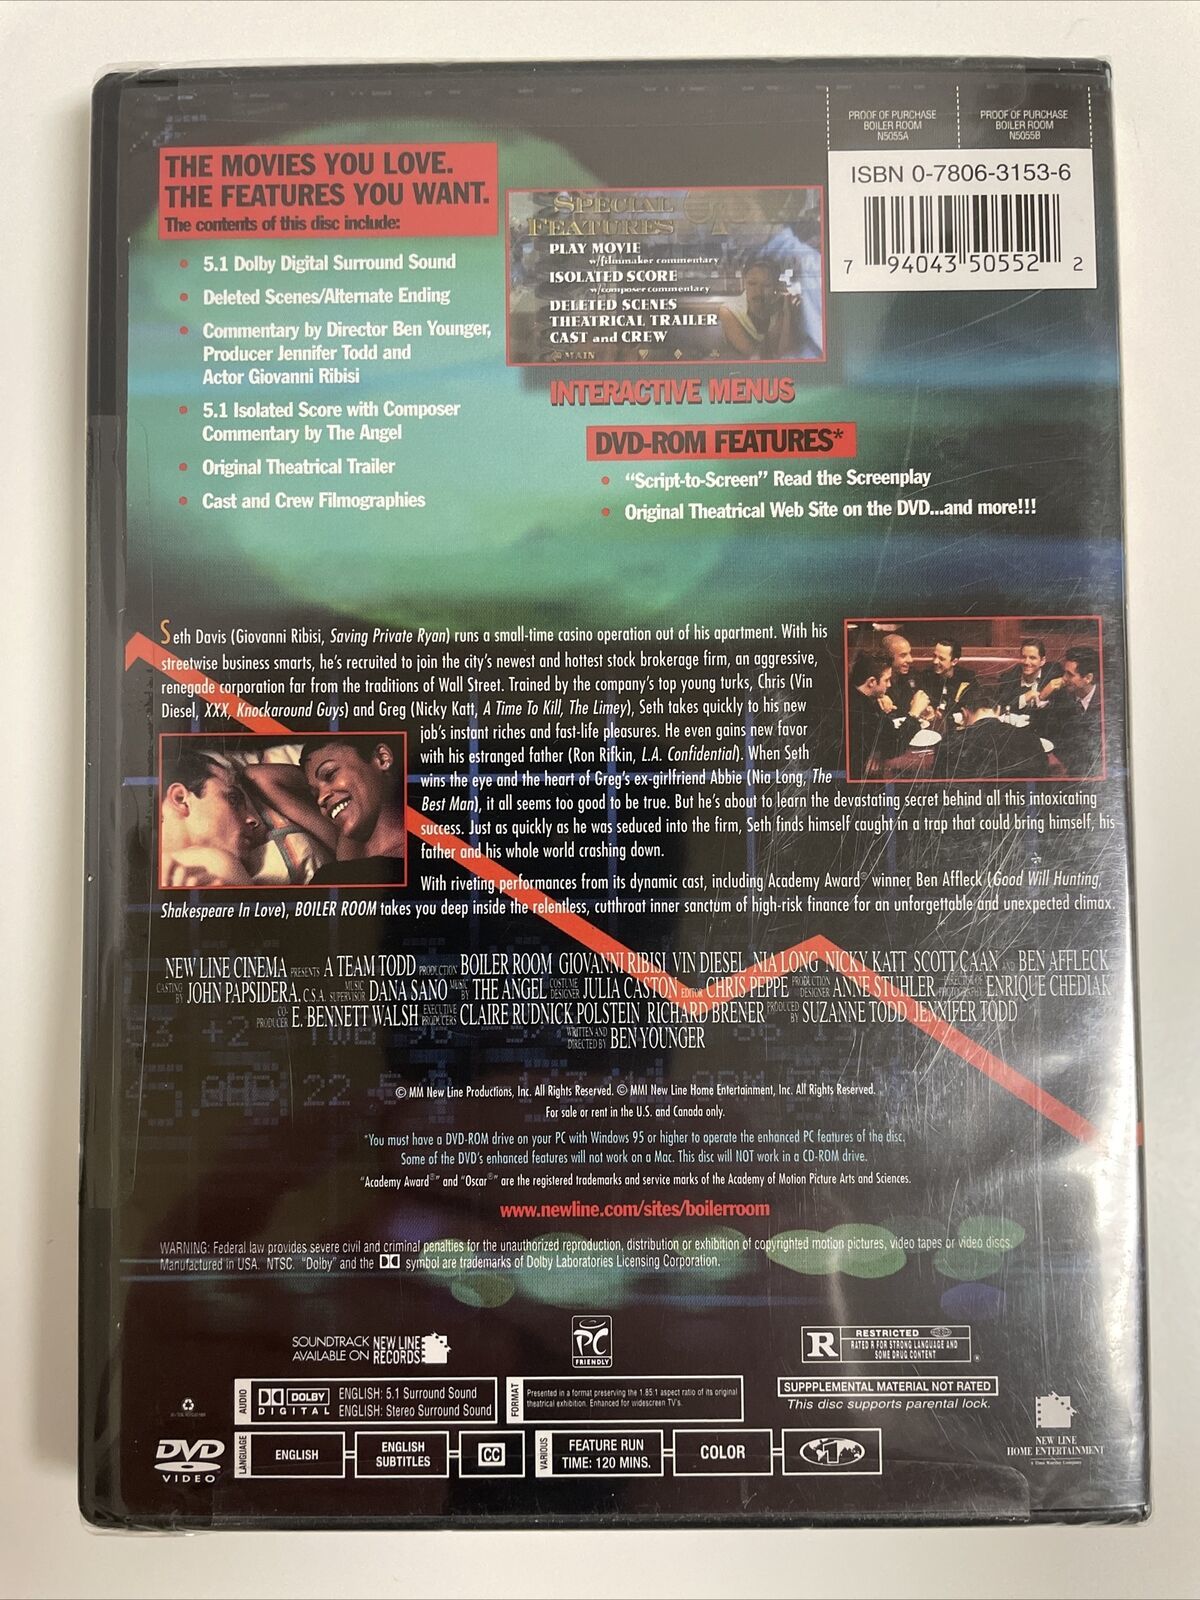 PROOF OF PURCHASE
BOILER ROOM
N5055A
PROOF OF PURCHASE
BOILER ROOM
N5055B
ISBN 0-7806-3153-6
7 94043 50552 2
THE MOVIES YOU LOVE.
THE FEATURES YOU WANT.
The contents of this disc include:
• 5.1 Dolby Digital Surround Sound
• Deleted Scenes/Alternate Ending
• Commentary by Director Ben Younger,
Producer Jennifer Todd and
Actor Giovanni Ribisi
• 5.1 Isolated Score with Composer
Commentary by The Angel
• Original Theatrical Trailer
• Cast and Crew Filmographies
SPECIAL
FEATURES
PLAY MOVIE
w/filmmaker commentary
ISOLATED SCORE
w/composer commentary
DELETED SCENES
THEATRICAL TRAILER
CAST and CREW
MAIN
INTERACTIVE MENUS
DVD-ROM FEATURES*
• “Script-to-Screen” Read the Screenplay
• Original Theatrical Web Site on the DVD...and more!!!
Seth Davis (Giovanni Ribisi, Saving Private Ryan) runs a small-time casino operation out of his apartment. With his
streetwise business smarts, he's recruited to join the city's newest and hottest stock brokerage firm, an aggressive,
renegade corporation far from the traditions of Wall Street. Trained by the company's top young turks, Chris (Vin
Diesel, XXX, Knockaround Guys) and Greg (Nicky Katt, A Time To Kill, The Limey), Seth takes quickly to his new
job's instant riches and fast-life pleasures. He even gains new favor
with his estranged father (Ron Rifkin, L.A. Confidential). When Seth
wins the eye and the heart of Greg's ex-girlfriend Abbie (Nia Long, The
Best Man), it all seems too good to be true. But he's about to learn the devastating secret behind all this intoxicating
success. Just as quickly as he was seduced into the firm, Seth finds himself caught in a trap that could bring himself, his
father and his whole world crashing down.
With riveting performances from its dynamic cast, including Academy Award® winner Ben Affleck (Good Will Hunting,
Shakespeare In Love), BOILER ROOM takes you deep inside the relentless, cutthroat inner sanctum of high-risk finance for an unforgettable and unexpected climax.
NEW LINE CINEMA PRESENTS A TEAM TODD PRODUCTION BOILER ROOM GIOVANNI RIBISI VIN DIESEL NIA LONG NICKY KATT SCOTT CAAN AND BEN AFFLECK
CASTING BY JOHN PAPSIDERA, C.S.A. MUSIC SUPERVISOR DANA SANO MUSIC BY THE ANGEL COSTUME DESIGNER JULIA CASTON EDITOR CHRIS PEPPE PRODUCTION DESIGNER ANNE STUHLER DIRECTOR OF PHOTOGRAPHY ENRIQUE CHEDIAK
CO-PRODUCER E. BENNETT WALSH EXECUTIVE PRODUCERS CLAIRE RUDNICK POLSTEIN RICHARD BRENER PRODUCED BY SUZANNE TODD JENNIFER TODD
WRITTEN AND DIRECTED BY BEN YOUNGER
© MM New Line Productions, Inc. All Rights Reserved. © MMI New Line Home Entertainment, Inc. All Rights Reserved.
For sale or rent in the U.S. and Canada only.
*You must have a DVD-ROM drive on your PC with Windows 95 or higher to operate the enhanced PC features of the disc.
Some of the DVD's enhanced features will not work on a Mac. This disc will NOT work in a CD-ROM drive.
"Academy Award®" and "Oscar®" are the registered trademarks and service marks of the Academy of Motion Picture Arts and Sciences.
www.newline.com/sites/boilerroom
WARNING: Federal law provides severe civil and criminal penalties for the unauthorized reproduction, distribution or exhibition of copyrighted motion pictures, video tapes or video discs.
Manufactured in USA. NTSC. "Dolby" and the symbol are trademarks of Dolby Laboratories Licensing Corporation.
SOUNDTRACK
AVAILABLE ON
NEW LINE
RECORDS
PC
FRIENDLY
R
RESTRICTED
RATED R FOR STRONG LANGUAGE AND
SOME DRUG CONTENT
AUDIO
DOLBY
DIGITAL
ENGLISH: 5.1 Surround Sound
ENGLISH: Stereo Surround Sound
FORMAT
Presented in a format preserving the 1.85:1 aspect ratio of its original
theatrical exhibition. Enhanced for widescreen TV's.
SUPPPLEMENTAL MATERIAL NOT RATED
This disc supports parental lock.
DVD
VIDEO
LANGUAGE
ENGLISH
ENGLISH
SUBTITLES
CC
VARIOUS
FEATURE RUN
TIME: 120 MINS.
COLOR
1
NEW LINE
HOME ENTERTAINMENT
A Time Warner Company